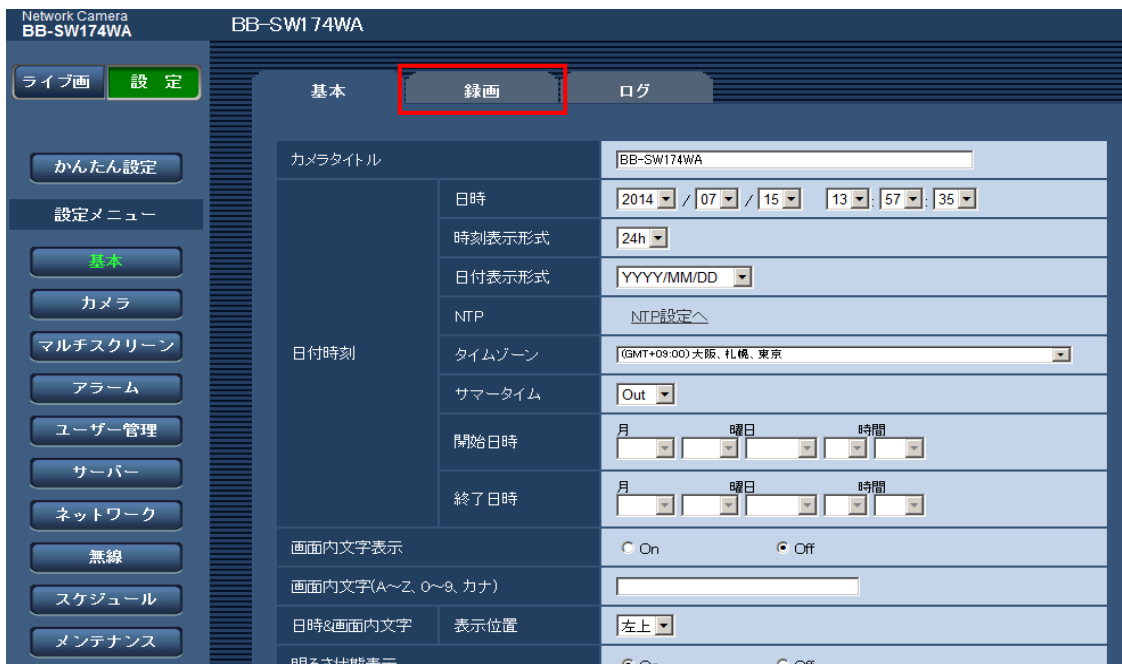 Network Camera
BB-SW174WA
BB-SW174WA
ライブ画
設 定
基本
録画
ログ
かんたん設定
設定メニュー
基本
カメラ
マルチスクリーン
アラーム
ユーザー管理
サーバー
ネットワーク
無線
スケジュール
メンテナンス
カメラタイトル
BB-SW174WA
日付時刻
日時
2014 / 07 / 15 13 : 57 : 35
時刻表示形式
24h
日付表示形式
YYYY/MM/DD
NTP
NTP設定へ
タイムゾーン
(GMT+09:00)大阪、札幌、東京
サマータイム
Out
開始日時
月 曜日 時間
終了日時
月 曜日 時間
画面内文字表示
On Off
画面内文字(A~Z、0~9、カナ)
日時&画面内文字 表示位置
左上
明るさ状態表示
On Off